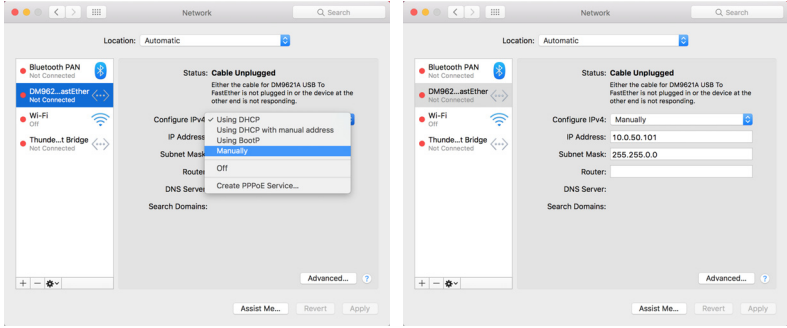 Network
Search
Location: Automatic
Bluetooth PAN
Not Connected
DM962...astEther
Not Connected
Wi-Fi
Off
Thunde...t Bridge
Not Connected
Status: Cable Unplugged
Either the cable for DM9621A USB To
FastEther is not plugged in or the device at the
other end is not responding.
Configure IPv4
✓ Using DHCP
Using DHCP with manual address
Using BootP
Manually
Off
Create PPPoE Service...
IP Address
Subnet Mask
Router
DNS Server
Search Domains:
Advanced... ?
+ −
Assist Me... Revert Apply
Network
Search
Location: Automatic
Bluetooth PAN
Not Connected
DM962...astEther
Not Connected
Wi-Fi
Off
Thunde...t Bridge
Not Connected
Status: Cable Unplugged
Either the cable for DM9621A USB To
FastEther is not plugged in or the device at the
other end is not responding.
Configure IPv4: Manually
IP Address: 10.0.50.101
Subnet Mask: 255.255.0.0
Router:
DNS Server:
Search Domains:
Advanced... ?
+ −
Assist Me... Revert Apply